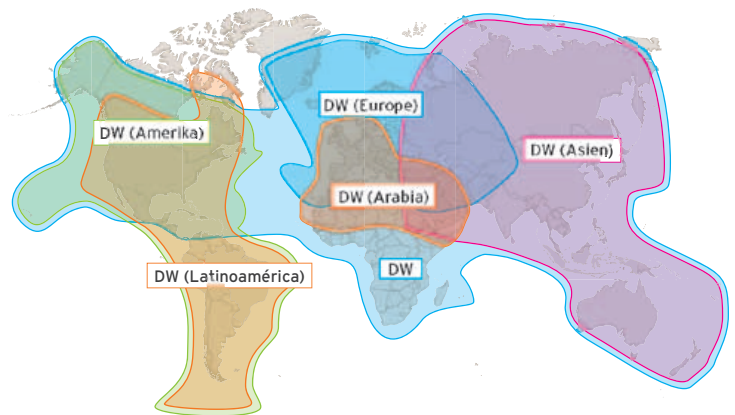 DW (Europe)
DW (Amerika)
DW (Asien)
DW (Arabia)
DW
DW (Latinoamérica)